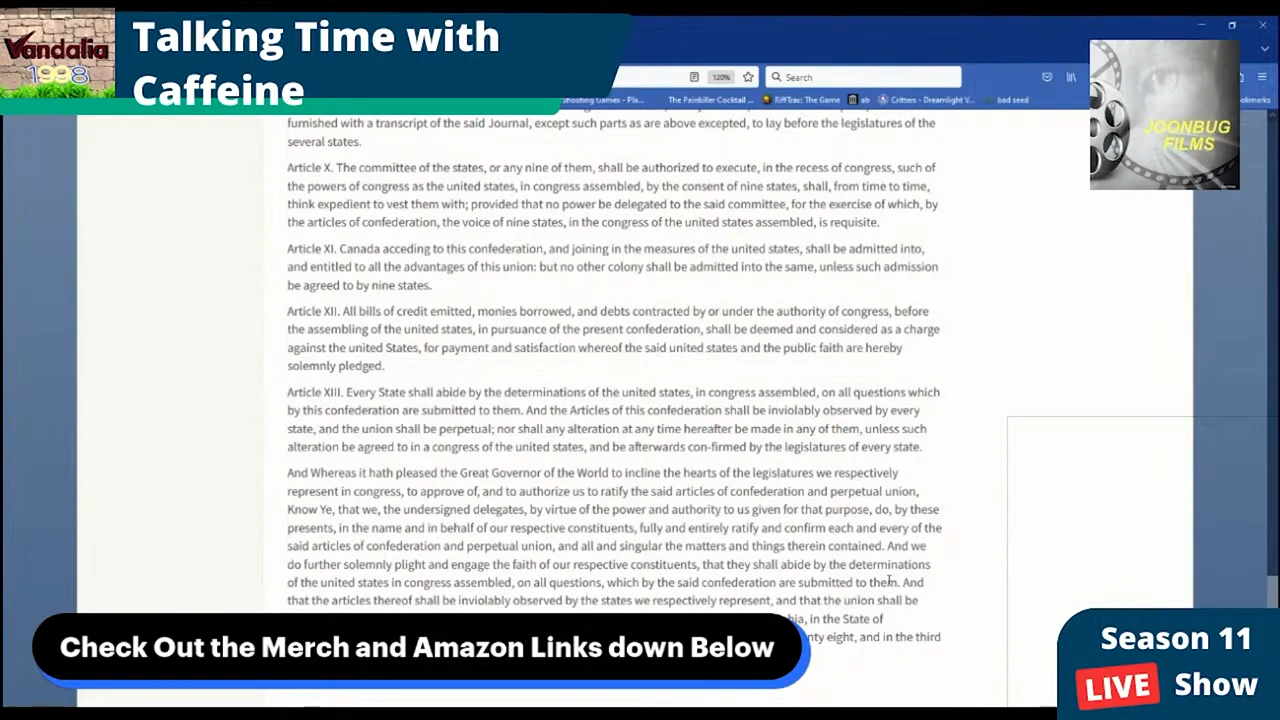 Vandalia
1998
Talking Time with
Caffeine
120%
Search
Shooting Games - Pla...
The Painkiller Cocktail ...
RiffTrax: The Game
eb
Critters - Dreamlight V...
bad seed
JOONBUG
FILMS
furnished with a transcript of the said Journal, except such parts as are above excepted, to lay before the legislatures of the
several states.
Article X. The committee of the states, or any nine of them, shall be authorized to execute, in the recess of congress, such of
the powers of congress as the united states, in congress assembled, by the consent of nine states, shall, from time to time,
think expedient to vest them with; provided that no power be delegated to the said committee, for the exercise of which, by
the articles of confederation, the voice of nine states, in the congress of the united states assembled, is requisite.
Article XI. Canada acceding to this confederation, and joining in the measures of the united states, shall be admitted into,
and entitled to all the advantages of this union: but no other colony shall be admitted into the same, unless such admission
be agreed to by nine states.
Article XII. All bills of credit emitted, monies borrowed, and debts contracted by or under the authority of congress, before
the assembling of the united states, in pursuance of the present confederation, shall be deemed and considered as a charge
against the united States, for payment and satisfaction whereof the said united states and the public faith are hereby
solemnly pledged.
Article XIII. Every State shall abide by the determinations of the united states, in congress assembled, on all questions which
by this confederation are submitted to them. And the Articles of this confederation shall be inviolably observed by every
state, and the union shall be perpetual; nor shall any alteration at any time hereafter be made in any of them, unless such
alteration be agreed to in a congress of the united states, and be afterwards con-firmed by the legislatures of every state.
And Whereas it hath pleased the Great Governor of the World to incline the hearts of the legislatures we respectively
represent in congress, to approve of, and to authorize us to ratify the said articles of confederation and perpetual union,
Know Ye, that we, the undersigned delegates, by virtue of the power and authority to us given for that purpose, do, by these
presents, in the name and in behalf of our respective constituents, fully and entirely ratify and confirm each and every of the
said articles of confederation and perpetual union, and all and singular the matters and things therein contained. And we
do further solemnly plight and engage the faith of our respective constituents, that they shall abide by the determinations
of the united states in congress assembled, on all questions, which by the said confederation are submitted to them. And
that the articles thereof shall be inviolably observed by the states we respectively represent, and that the union shall be
in the State of
eight, and in the third
Check Out the Merch and Amazon Links down Below
Season 11
LIVE Show